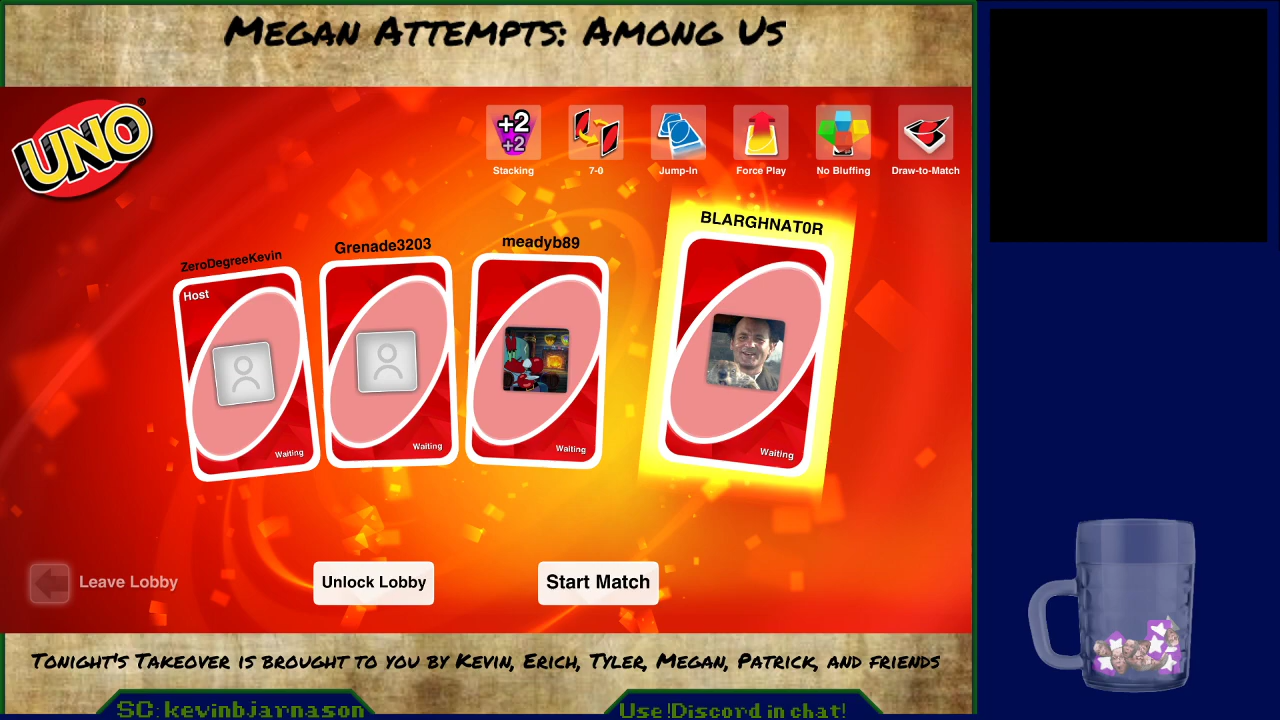 Megan Attempts: Among Us
UNO
®
+2
+2
Stacking
7-0
Jump-In
Force Play
No Bluffing
Draw-to-Match
ZeroDegreeKevin
Grenade3203
meadyb89
BLARGHNAT0R
Host
Waiting
Waiting
Waiting
Waiting
Leave Lobby
Unlock Lobby
Start Match
Tonight's Takeover is brought to you by Kevin, Erich, Tyler, Megan, Patrick, and friends
SC: kevinbjarnason
Use !Discord in chat!